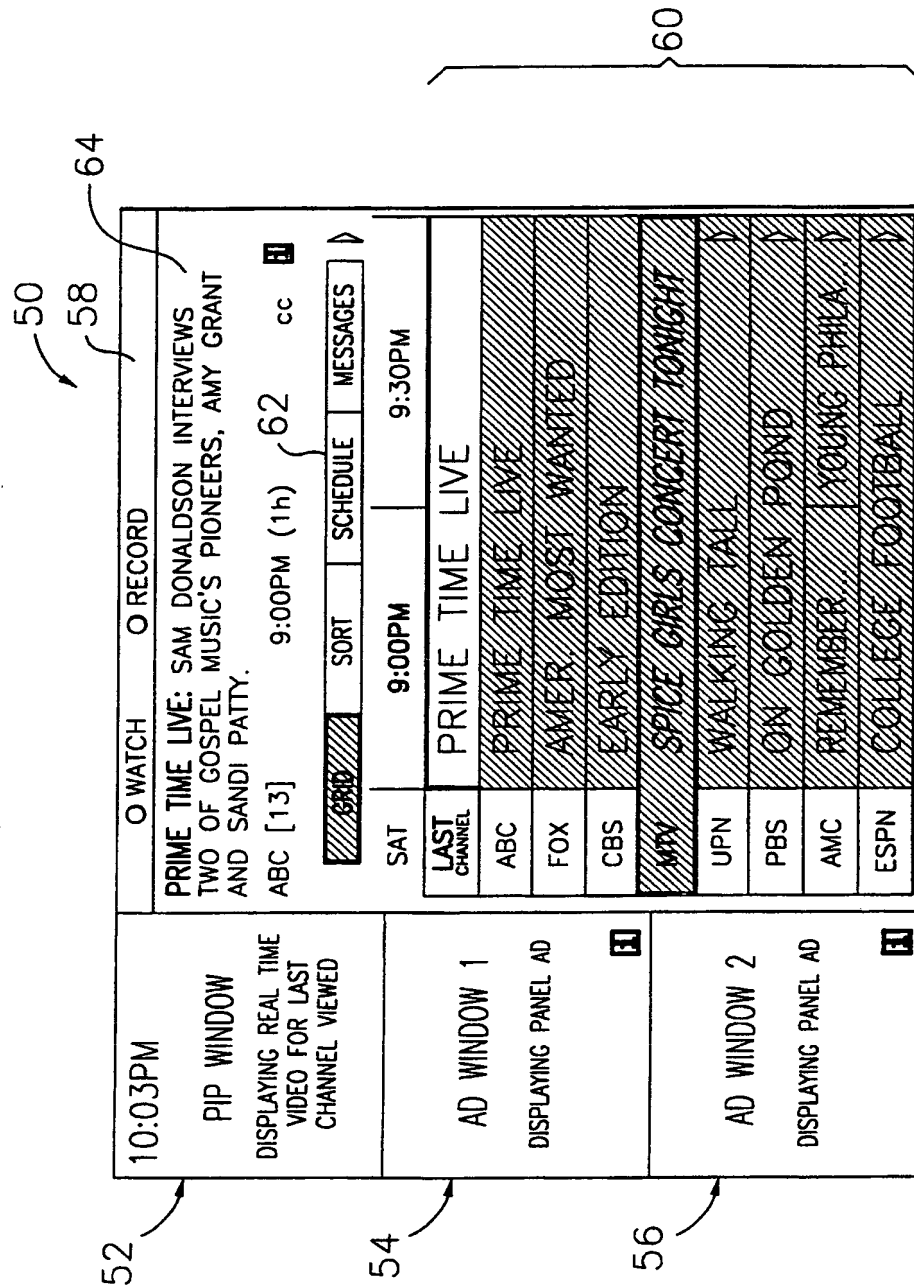 50
58
64
10:03PM
PIP WINDOW
DISPLAYING REAL TIME
VIDEO FOR LAST
CHANNEL VIEWED
52
AD WINDOW 1
DISPLAYING PANEL AD
i
54
AD WINDOW 2
DISPLAYING PANEL AD
i
56
WATCH RECORD
PRIME TIME LIVE: SAM DONALDSON INTERVIEWS
TWO OF GOSPEL MUSIC'S PIONEERS, AMY GRANT
AND SANDI PATTY.
ABC [13] 9:00PM (1h) cc i
62
GRID SORT SCHEDULE MESSAGES
SAT 9:00PM 9:30PM
LAST CHANNEL PRIME TIME LIVE
ABC PRIME TIME LIVE
FOX AMER. MOST WANTED
CBS EARLY EDITION
MTV SPICE GIRLS CONCERT TONIGHT
UPN WALKING TALL
PBS ON GOLDEN POND
AMC REMEMBER... YOUNG PHILA...
ESPN COLLEGE FOOTBALL
60